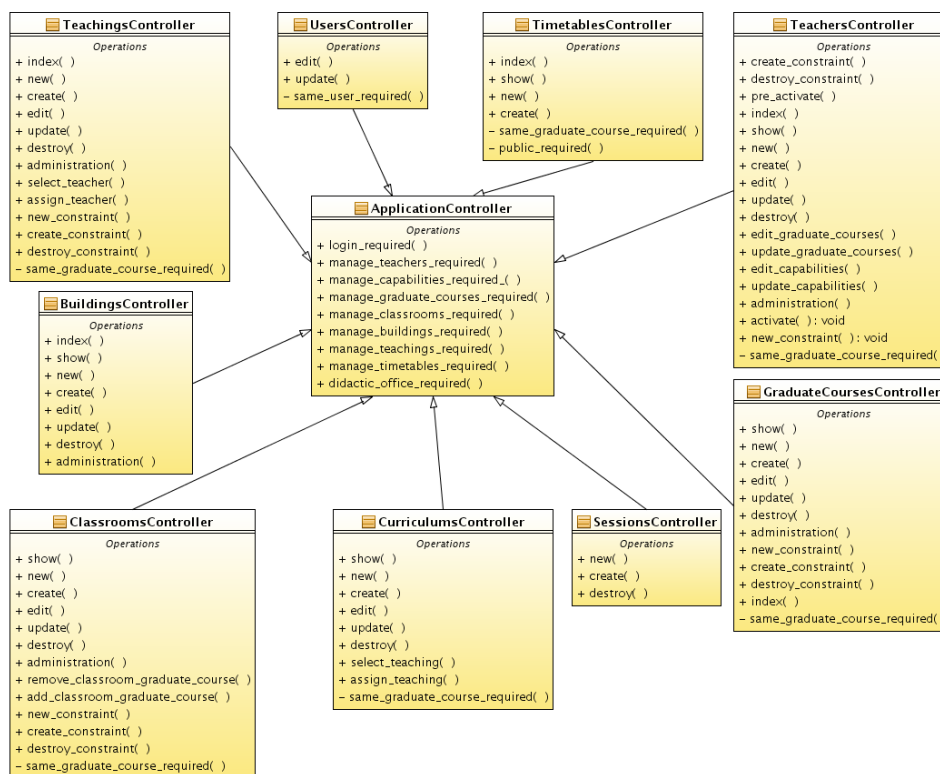 TeachingsController
Operations
+ index( )
+ new( )
+ create( )
+ edit( )
+ update( )
+ destroy( )
+ administration( )
+ select_teacher( )
+ assign_teacher( )
+ new_constraint( )
+ create_constraint( )
+ destroy_constraint( )
− same_graduate_course_required( )
UsersController
Operations
+ edit( )
+ update( )
− same_user_required( )
TimetablesController
Operations
+ index( )
+ show( )
+ new( )
+ create( )
− same_graduate_course_required( )
− public_required( )
TeachersController
Operations
+ create_constraint( )
+ destroy_constraint( )
+ pre_activate( )
+ index( )
+ show( )
+ new( )
+ create( )
+ edit( )
+ update( )
+ destroy( )
+ edit_graduate_courses( )
+ update_graduate_courses( )
+ edit_capabilities( )
+ update_capabilities( )
+ administration( )
+ activate( ) : void
+ new_constraint( ) : void
− same_graduate_course_required(
ApplicationController
Operations
+ login_required( )
+ manage_teachers_required( )
+ manage_capabilities_required_( )
+ manage_graduate_courses_required( )
+ manage_classrooms_required( )
+ manage_buildings_required( )
+ manage_teachings_required( )
+ manage_timetables_required( )
+ didactic_office_required( )
BuildingsController
Operations
+ index( )
+ show( )
+ new( )
+ create( )
+ edit( )
+ update( )
+ destroy( )
+ administration( )
GraduateCoursesController
Operations
+ show( )
+ new( )
+ create( )
+ edit( )
+ update( )
+ destroy( )
+ administration( )
+ new_constraint( )
+ create_constraint( )
+ destroy_constraint( )
+ index( )
− same_graduate_course_required(
ClassroomsController
Operations
+ show( )
+ new( )
+ create( )
+ edit( )
+ update( )
+ destroy( )
+ administration( )
+ remove_classroom_graduate_course( )
+ add_classroom_graduate_course( )
+ new_constraint( )
+ create_constraint( )
+ destroy_constraint( )
− same_graduate_course_required( )
CurriculumsController
Operations
+ show( )
+ new( )
+ create( )
+ edit( )
+ update( )
+ destroy( )
+ select_teaching( )
+ assign_teaching( )
− same_graduate_course_required( )
SessionsController
Operations
+ new( )
+ create( )
+ destroy( )